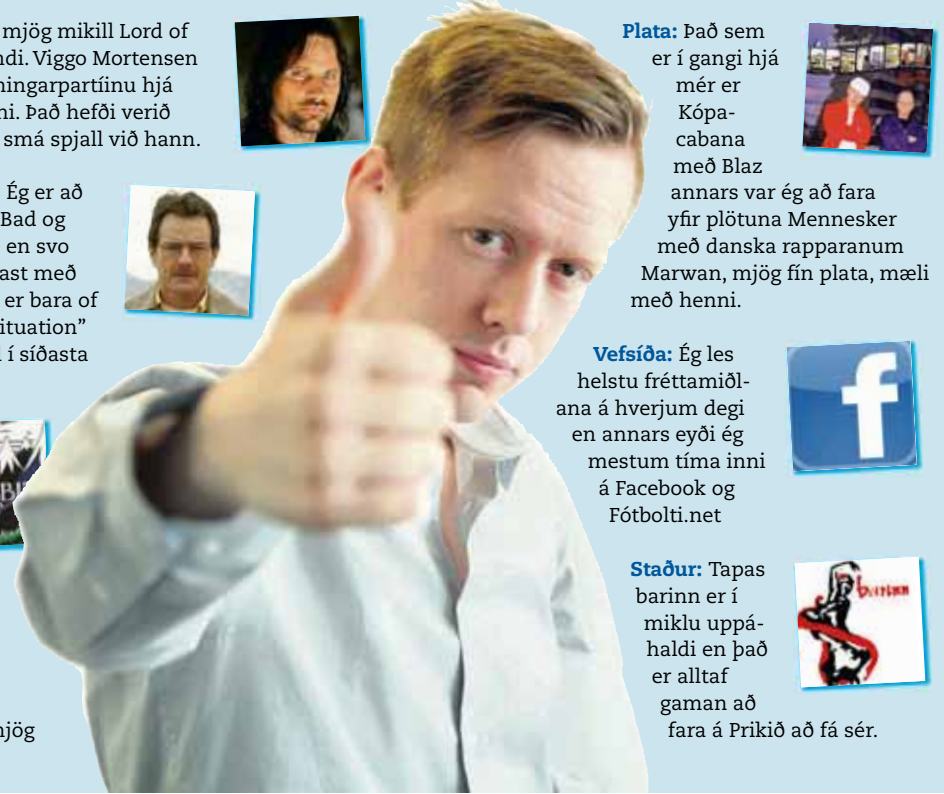 mjög mikill Lord of
ndi. Viggo Mortensen
ningarpartíinu hjá
ni. Það hefði verið
smá spjall við hann.
Ég er að
Bad og
en svo
ast með
er bara of
ituation”
í síðasta
njög
Plata: Það sem
er í gangi hjá
mér er
Kópa-
cabana
með Blaz
annars var ég að fara
yfir plötuna Mennesker
með danska rapparanum
Marwan, mjög fín plata, mæli
með henni.
Vefsíða: Ég les
helstu fréttamiðl-
ana á hverjum degi
en annars eyði ég
mestum tíma inni
á Facebook og
Fótbolti.net
f
Staður: Tapas
barinn er í
miklu uppá-
haldi en það
er alltaf
gaman að
fara á Prikið að fá sér.
barinn